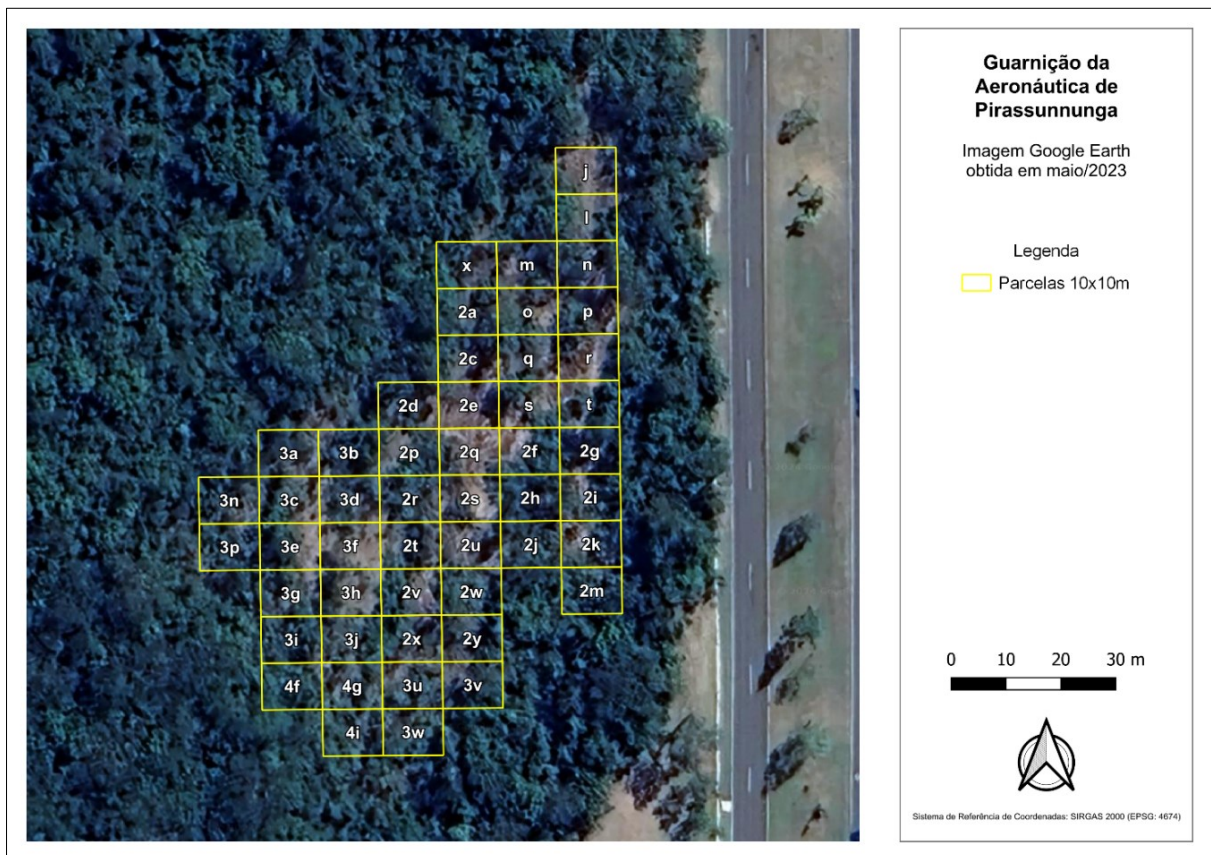 Guarnição da
Aeronáutica de
Pirassunnunga
Imagem Google Earth
obtida em maio/2023
Legenda
Parcelas 10x10m
j
l
x m n
2a o p
2c q r
2d 2e s t
3a 3b 2p 2q 2f 2g
3n 3c 3d 2r 2s 2h 2i
3p 3e 3f 2t 2u 2j 2k
3g 3h 2v 2w 2m
3i 3j 2x 2y
4f 4g 3u 3v
4i 3w
0 10 20 30 m
Sistema de Referência de Coordenadas: SIRGAS 2000 (EPSG: 4674)